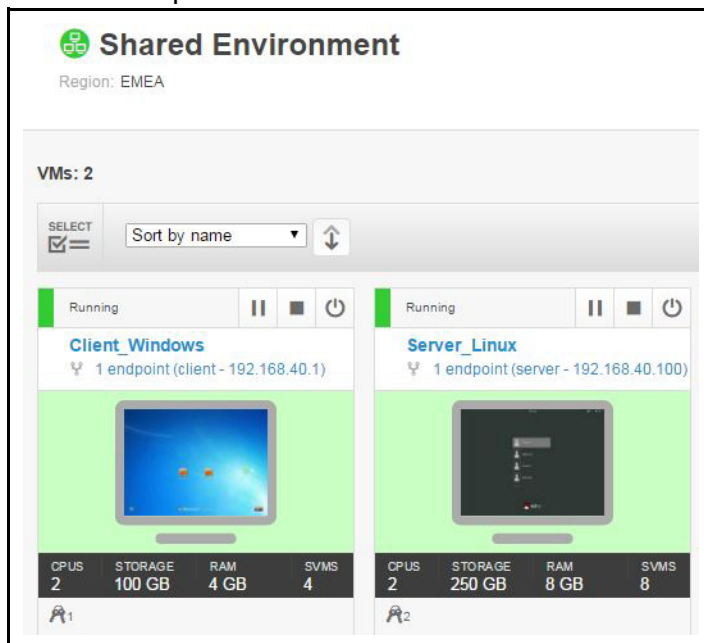 Shared Environment
Region: EMEA
VMs: 2
SELECT
Sort by name
Running
Client_Windows
1 endpoint (client - 192.168.40.1)
CPUS STORAGE RAM SVMS
2 100 GB 4 GB 4
1
Running
Server_Linux
1 endpoint (server - 192.168.40.100)
CPUS STORAGE RAM SVMS
2 250 GB 8 GB 8
2